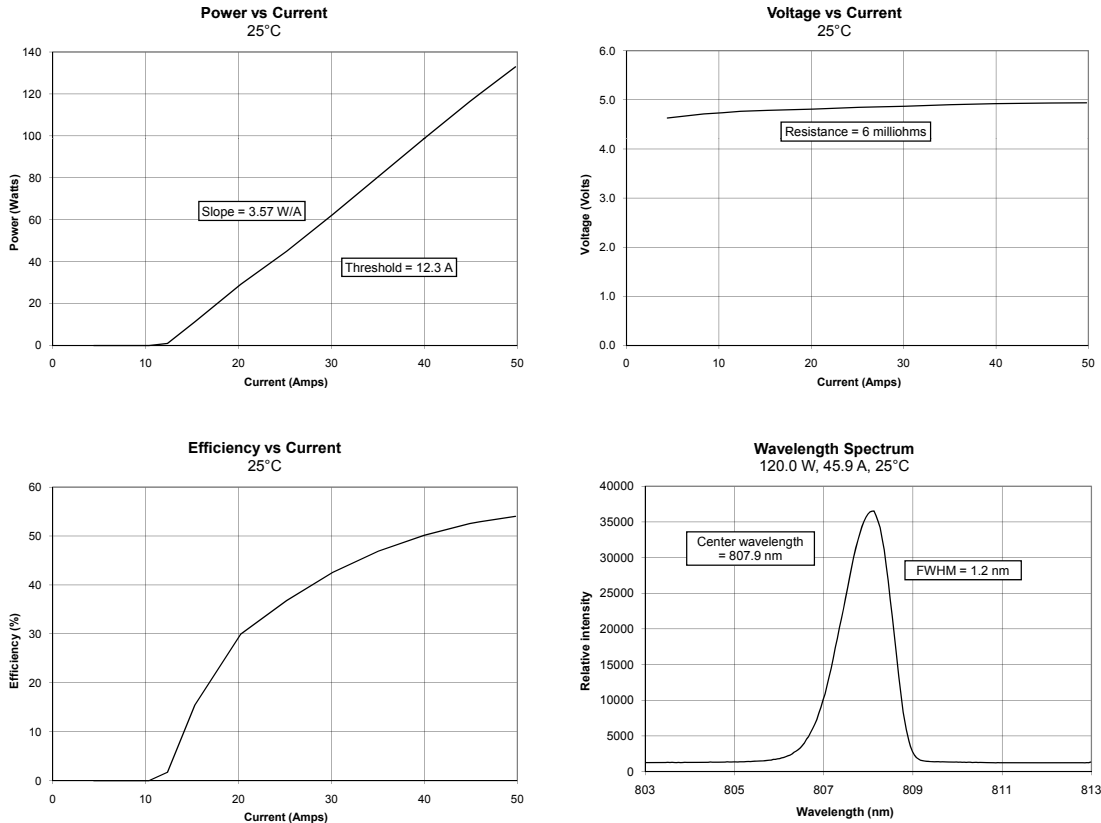 Power vs Current
25°C
140
120
100
80
60
40
20
0
Power (Watts)
Slope = 3.57 W/A
Threshold = 12.3 A
0 10 20 30 40 50
Current (Amps)
Voltage vs Current
25°C
6.0
5.0
4.0
3.0
2.0
1.0
0.0
Voltage (Volts)
Resistance = 6 milliohms
0 10 20 30 40 50
Current (Amps)
Efficiency vs Current
25°C
60
50
40
30
20
10
0
Efficiency (%)
0 10 20 30 40 50
Current (Amps)
Wavelength Spectrum
120.0 W, 45.9 A, 25°C
40000
35000
30000
25000
20000
15000
10000
5000
0
Relative intensity
Center wavelength
= 807.9 nm
FWHM = 1.2 nm
803 805 807 809 811 813
Wavelength (nm)